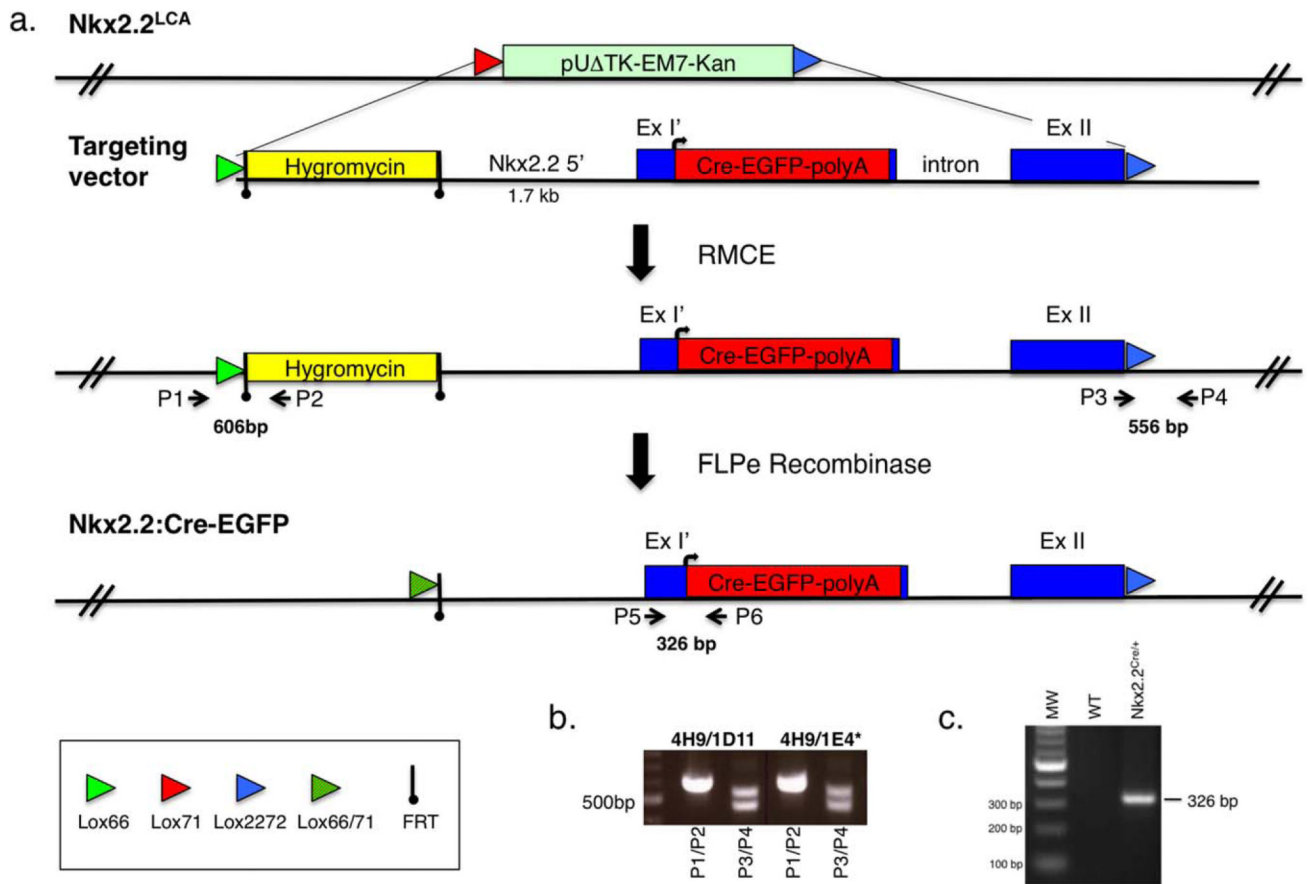 a.
Nkx2.2LCA
pUΔTK-EM7-Kan
Targeting vector
Hygromycin
Nkx2.2 5'
1.7 kb
Ex I'
Cre-EGFP-polyA
intron
Ex II
RMCE
Ex I'
Ex II
Hygromycin
Cre-EGFP-polyA
P1
P2
606bp
P3
P4
556 bp
FLPe Recombinase
Nkx2.2:Cre-EGFP
Ex I'
Ex II
Cre-EGFP-polyA
P5
P6
326 bp
Lox66
Lox71
Lox2272
Lox66/71
FRT
b.
4H9/1D11
4H9/1E4*
500bp
P1/P2
P3/P4
P1/P2
P3/P4
c.
MW
WT
Nkx2.2Cre/+
326 bp
300 bp
200 bp
100 bp